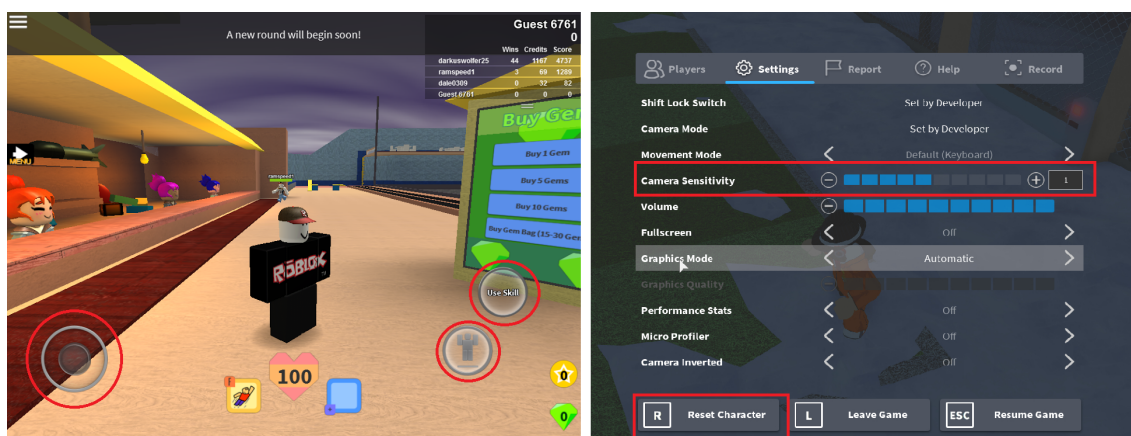 A new round will begin soon!
Guest 6761
0
Wins Credits Score
darkuswolfer25 44 1167 4737
ramspeed1 3 69 1289
dale0309 0 32 82
Guest 6761 0 0 0
Buy Ge
Buy 1 Gem
Buy 5 Gems
Buy 10 Gems
Buy Gem Bag (15-30 Ge
MENU
ramspeed1
ROBLOX
Use Skill
100
F
0
0
Players
Settings
Report
Help
Record
Shift Lock Switch Set by Developer
Camera Mode Set by Developer
Movement Mode Default (Keyboard)
Camera Sensitivity 1
Volume
Fullscreen Off
Graphics Mode Automatic
Graphics Quality
Performance Stats Off
Micro Profiler Off
Camera Inverted Off
R Reset Character
L Leave Game
ESC Resume Game